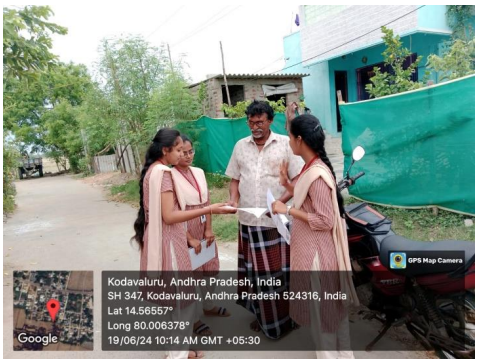 GPS Map Camera
Kodavaluru, Andhra Pradesh, India
SH 347, Kodavaluru, Andhra Pradesh 524316, India
Lat 14.56557°
Long 80.006378°
19/06/24 10:14 AM GMT +05:30
Google